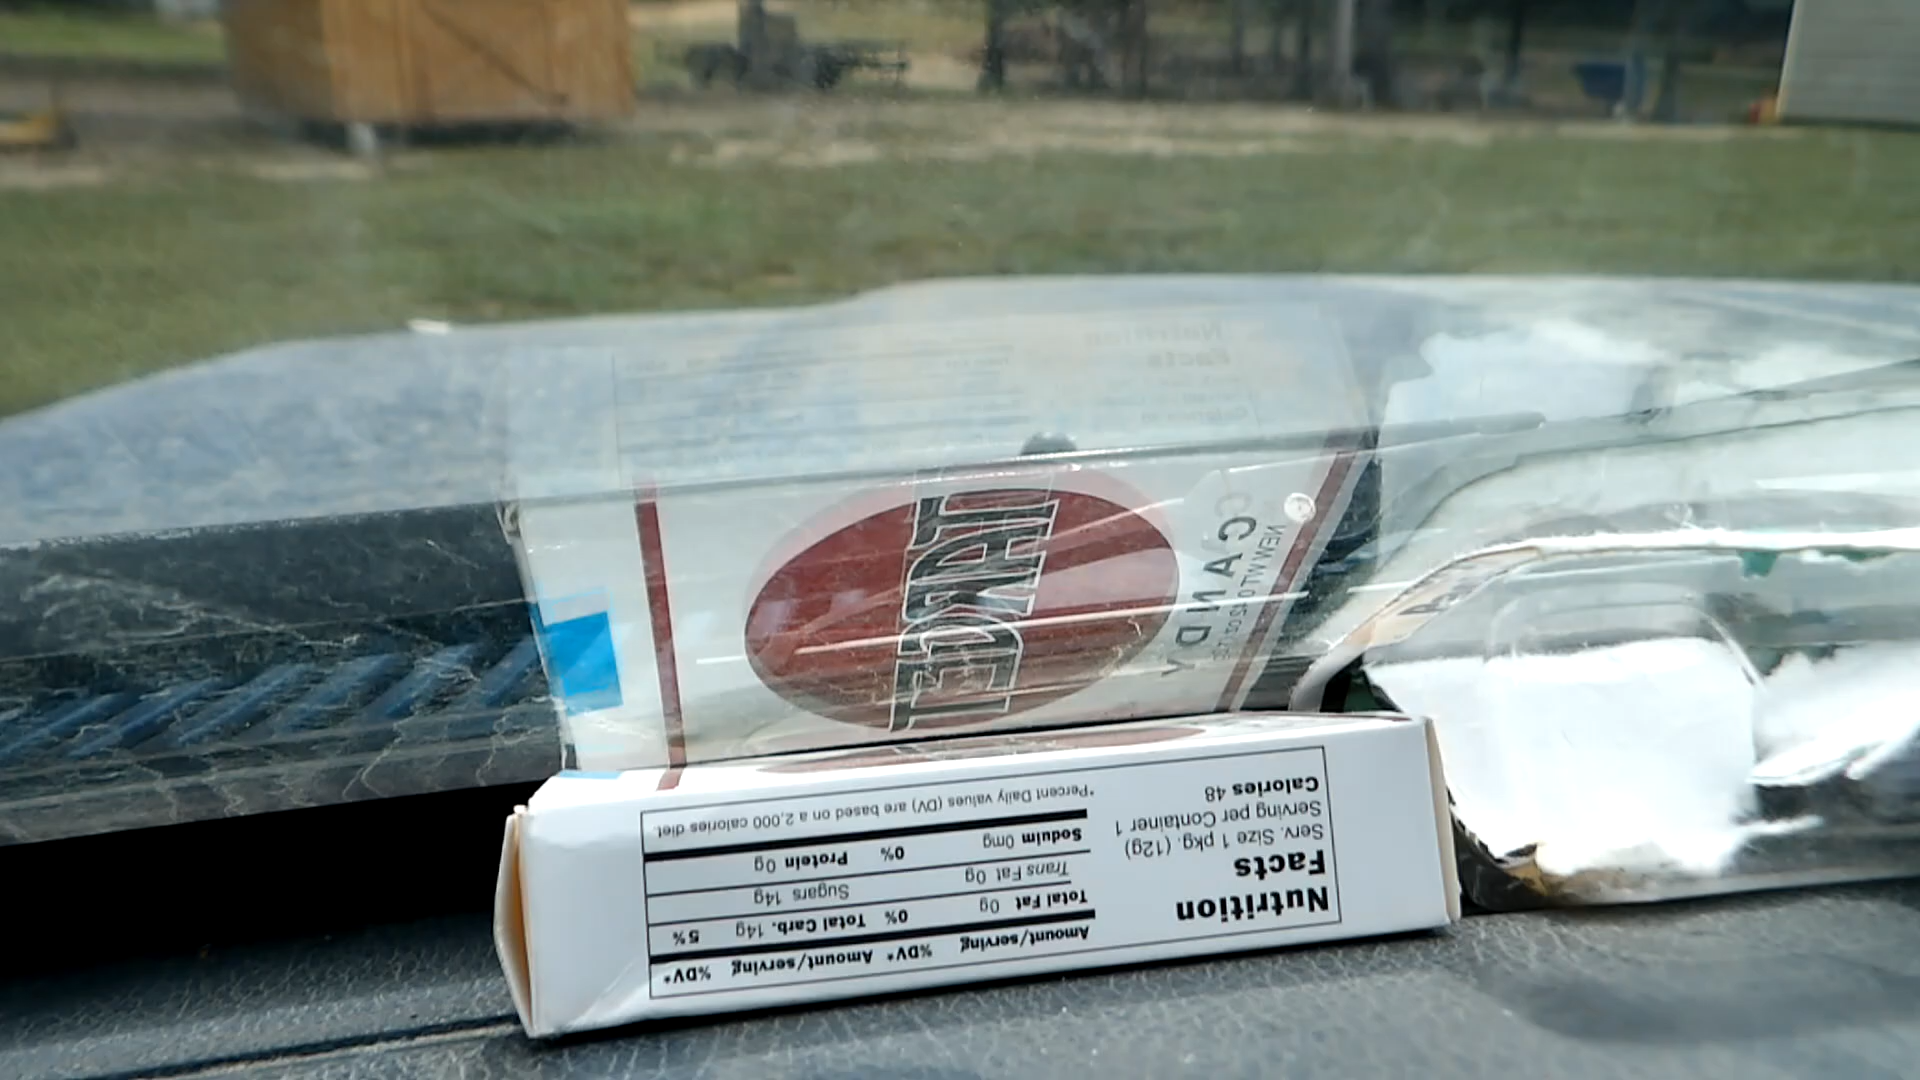 Nutrition
Facts
Serv. Size 1 pkg. (12g)
Serving per Container 1
Calories 48
Amount/serving %DV* Amount/serving %DV*
Total Fat 0g 0% Total Carb. 14g 5%
Trans Fat 0g Sugars 14g
Soduim 0mg 0% Protein 0g
*Percent Daily values (DV) are based on a 2,000 calories diet.
TARGET
CANDY